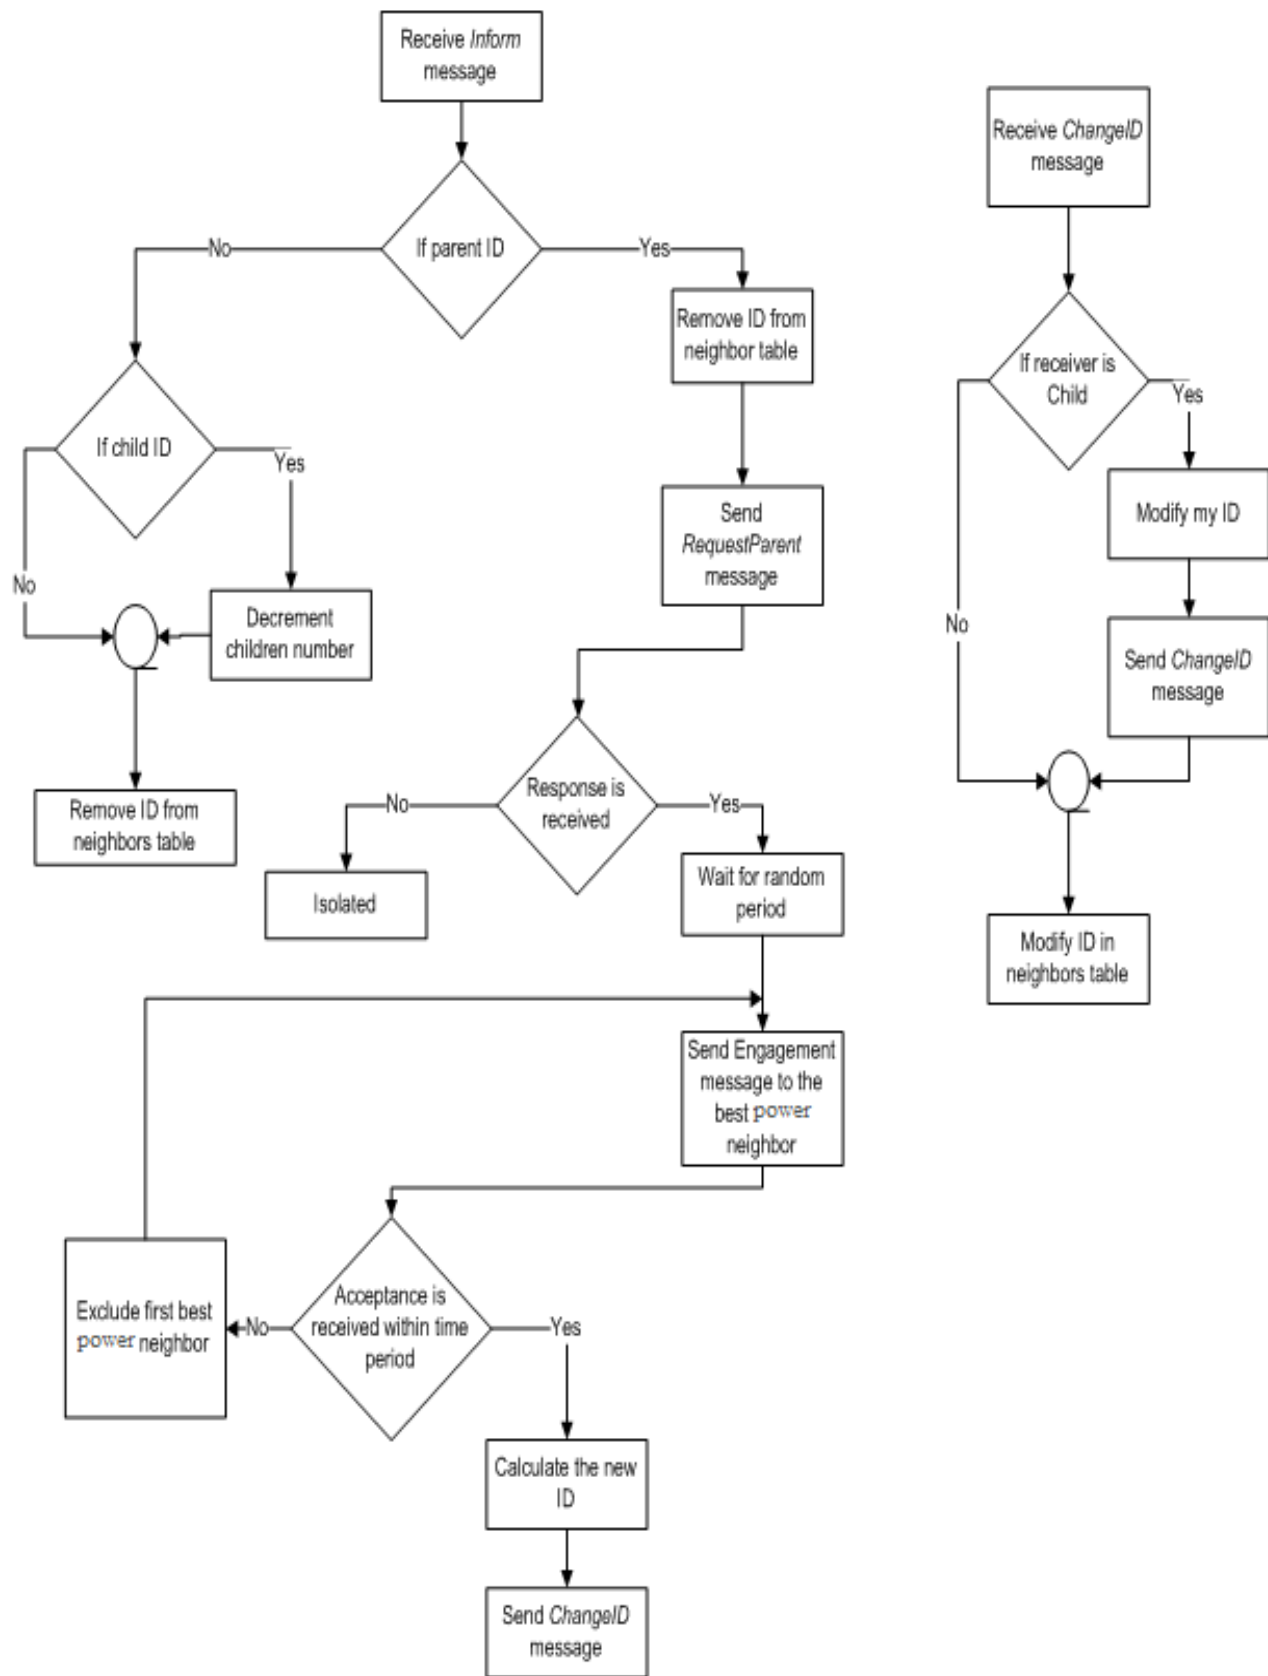 Receive Inform
message
If parent ID
No
Yes
Remove ID from
neighbor table
If child ID
No
Yes
Send
RequestParent
message
Decrement
children number
Remove ID from
neighbors table
Response is
received
No
Yes
Isolated
Wait for random
period
Send Engagement
message to the
best power
neighbor
Acceptance is
received within time
period
No
Yes
Exclude first best
power neighbor
Calculate the new
ID
Send ChangeID
message
Receive ChangeID
message
If receiver is
Child
Yes
No
Modify my ID
Send ChangeID
message
Modify ID in
neighbors table